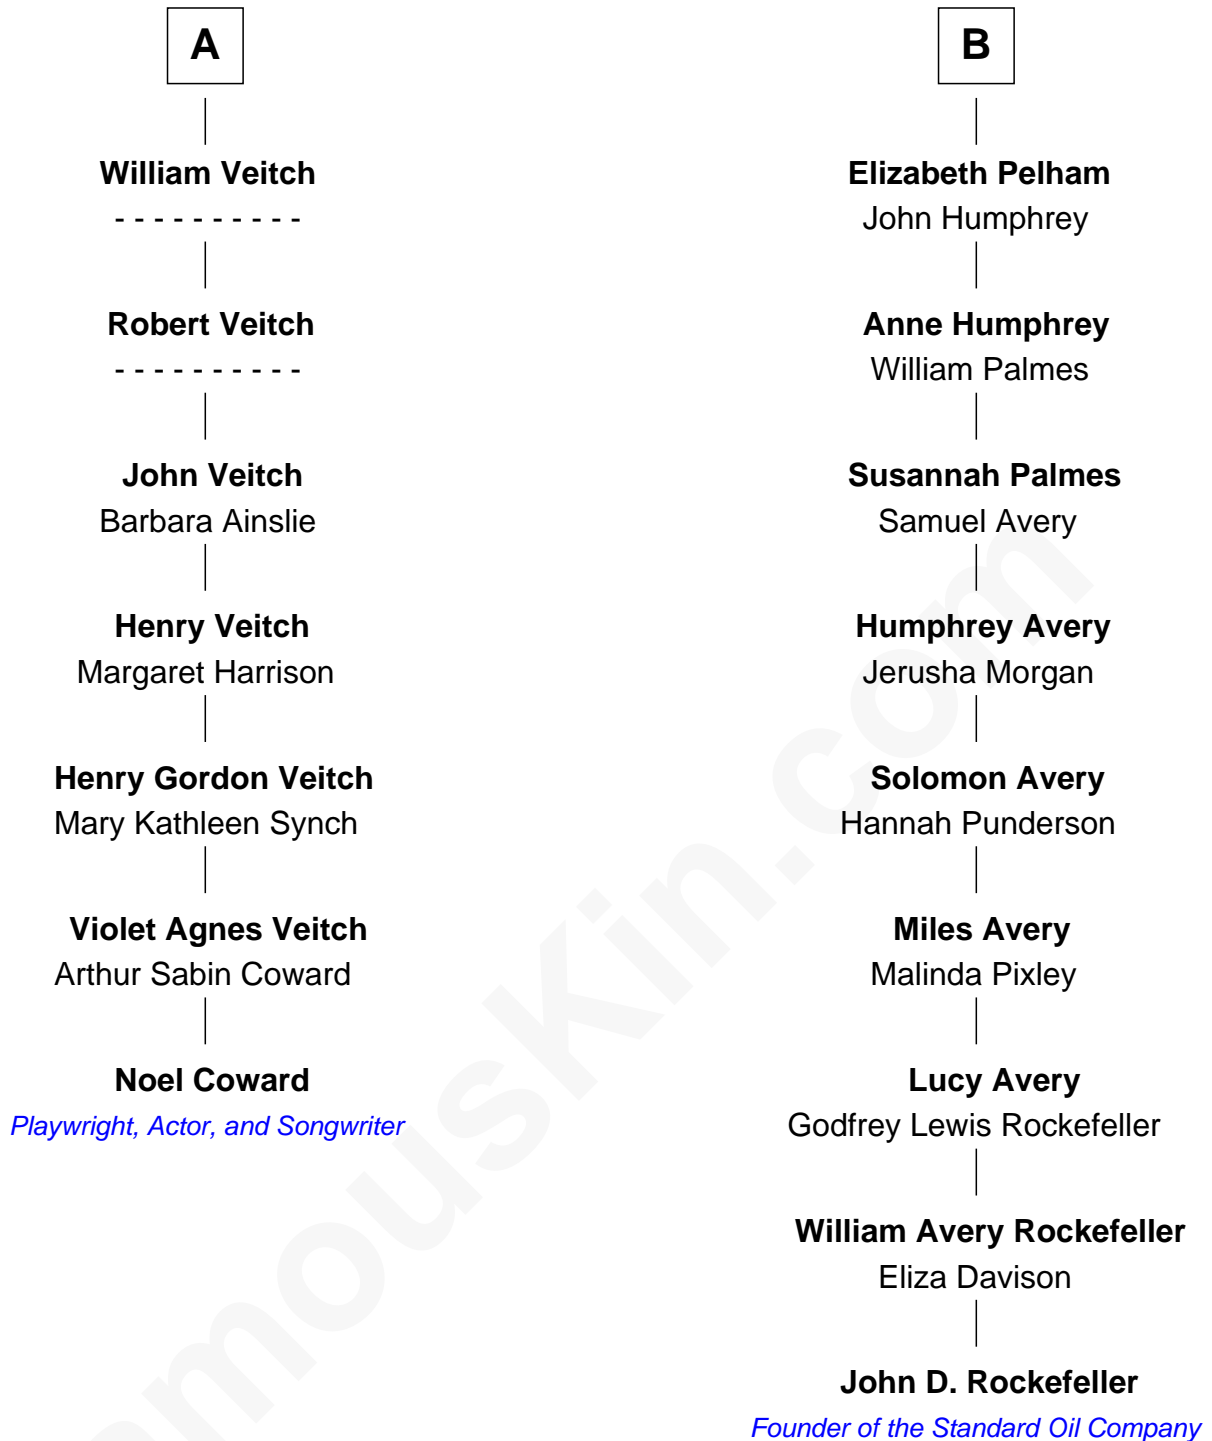 A
William Veitch
- - - - - - - - - -
Robert Veitch
- - - - - - - - - -
John Veitch
Barbara Ainslie
Henry Veitch
Margaret Harrison
Henry Gordon Veitch
Mary Kathleen Synch
Violet Agnes Veitch
Arthur Sabin Coward
Noel Coward
Playwright, Actor, and Songwriter
B
Elizabeth Pelham
John Humphrey
Anne Humphrey
William Palmes
Susannah Palmes
Samuel Avery
Humphrey Avery
Jerusha Morgan
Solomon Avery
Hannah Punderson
Miles Avery
Malinda Pixley
Lucy Avery
Godfrey Lewis Rockefeller
William Avery Rockefeller
Eliza Davison
John D. Rockefeller
Founder of the Standard Oil Company
amousKin.com